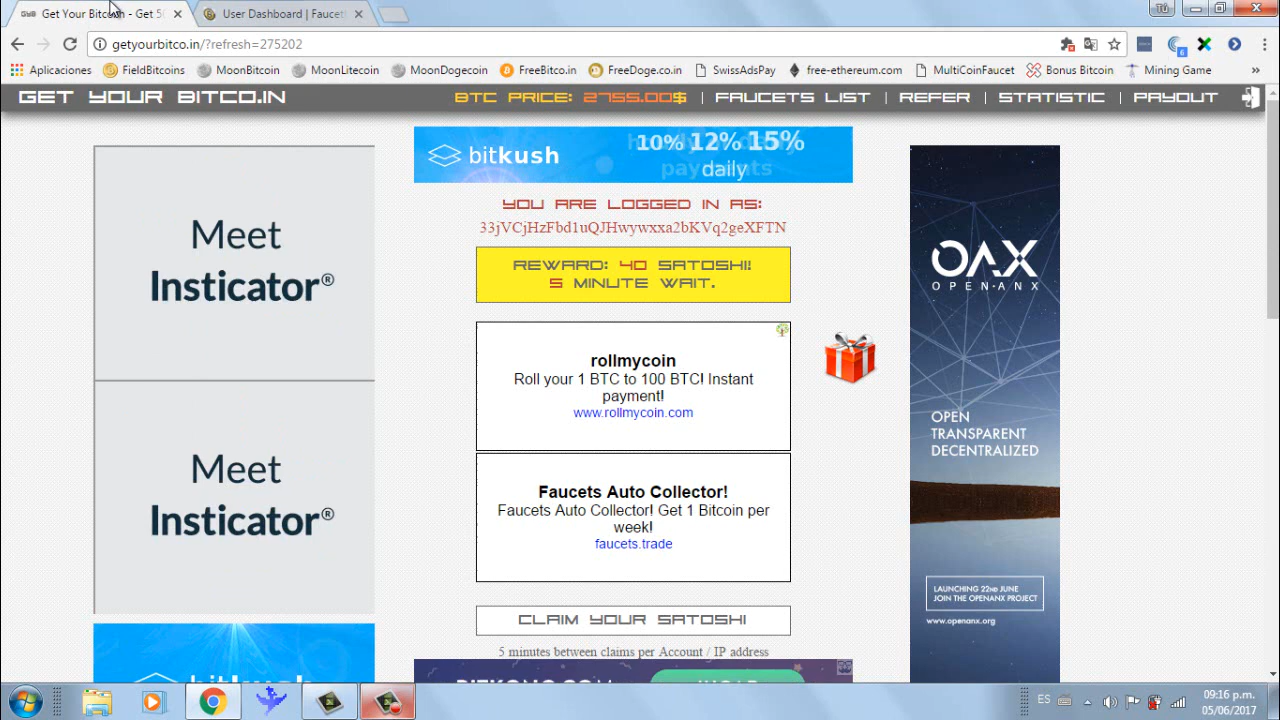 Get Your Bitcoin - Get 50
User Dashboard | Faucet
getyourbitco.in/?refresh=275202
6
Aplicaciones
FieldBitcoins
MoonBitcoin
MoonLitecoin
MoonDogecoin
FreeBitco.in
FreeDoge.co.in
SwissAdsPay
free-ethereum.com
MultiCoinFaucet
Bonus Bitcoin
Mining Game
»
GET YOUR BITCO.IN
BTC PRICE: 2755.00$ | FAUCETS LIST | REFER | STATISTIC | PAYOUT
bitkush
10% 12% 15%
daily
payments
Meet
Insticator®
Meet
Insticator®
YOU ARE LOGGED IN AS:
33jVCjHzFbd1uQJHwywxxa2bKVq2geXFTN
REWARD: 40 SATOSHI!
5 MINUTE WAIT.
rollmycoin
Roll your 1 BTC to 100 BTC! Instant
payment!
www.rollmycoin.com
Faucets Auto Collector!
Faucets Auto Collector! Get 1 Bitcoin per
week!
faucets.trade
CLAIM YOUR SATOSHI
5 minutes between claims per Account / IP address
OAX
OPEN·ANX
OPEN
TRANSPARENT
DECENTRALIZED
LAUNCHING 22ND JUNE
JOIN THE OPENANX PROJECT
www.openanx.org
ES
09:16 p.m.
05/06/2017